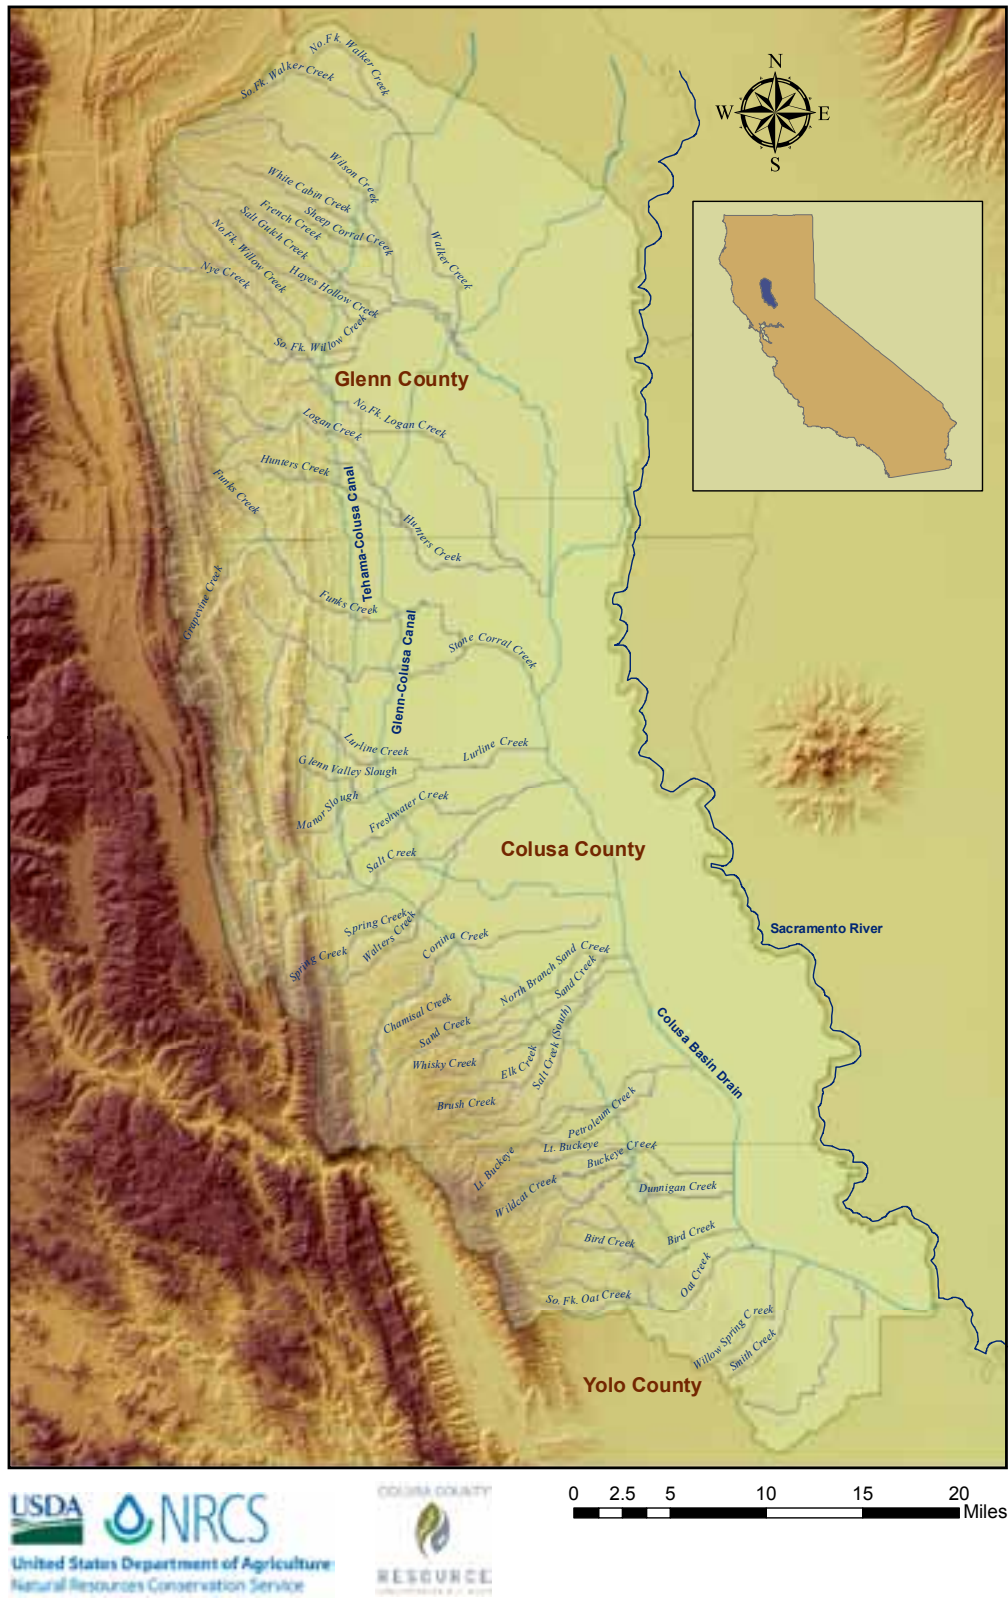 No.Fk. Walker Creek
So.Fk. Walker Creek
N
W
E
S
Wilson Creek
White Cabin Creek
French Creek
Sheep Corral Creek
Salt Gulch Creek
No.Fk. Willow Creek
Walker Creek
Nye Creek
Hayes Hollow Creek
So. Fk. Willow Creek
Glenn County
No.Fk. Logan Creek
Logan Creek
Hunters Creek
Funks Creek
Tehama-Colusa Canal
Hunters Creek
Grapevine Creek
Funks Creek
Glenn-Colusa Canal
Stone Corral Creek
Lurline Creek
Lurline Creek
Glenn Valley Slough
Manor Slough
Freshwater Creek
Colusa County
Salt Creek
Spring Creek
Walters Creek
Sacramento River
Cortina Creek
Spring Creek
North Branch Sand Creek
Sand Creek
Chamisal Creek
Sand Creek
Colusa Basin Drain
Whisky Creek
Elk Creek
Salt Creek (South)
Brush Creek
Petroleum Creek
Lt. Buckeye
Buckeye Creek
Lt. Buckeye
Wildcat Creek
Dunnigan Creek
Bird Creek
Bird Creek
Oat Creek
So. Fk. Oat Creek
Willow Spring Creek
Smith Creek
Yolo County
0 2.5 5 10 15 20
Miles
USDA NRCS
United States Department of Agriculture
Natural Resources Conservation Service
COLUSA COUNTY
RESOURCE